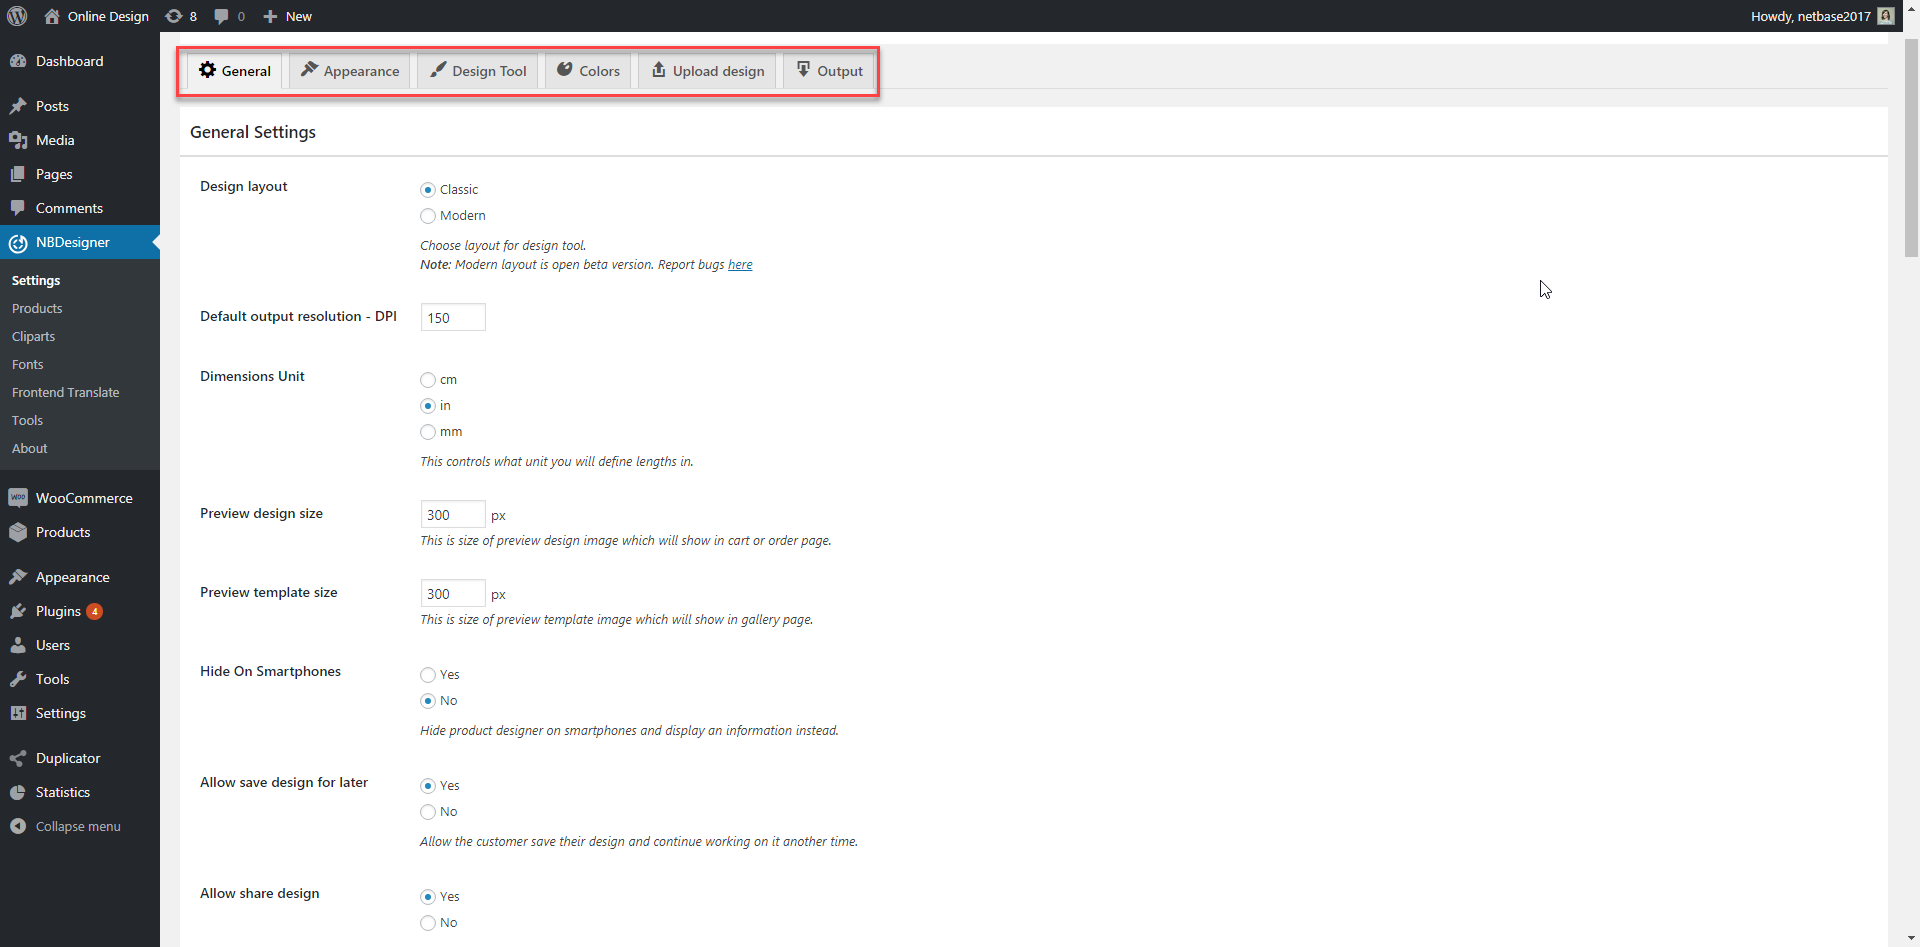 Online Design 8 0 New Howdy, netbase2017
Dashboard
Posts
Media
Pages
Comments
NBDesigner
Settings
Products
Cliparts
Fonts
Frontend Translate
Tools
About
WOO WooCommerce
Products
Appearance
Plugins 4
Users
Tools
Settings
Duplicator
Statistics
Collapse menu
General Appearance Design Tool Colors Upload design Output
General Settings
Design layout
Classic
Modern
Choose layout for design tool.
Note: Modern layout is open beta version. Report bugs here
Default output resolution - DPI 150
Dimensions Unit
cm
in
mm
This controls what unit you will define lengths in.
Preview design size 300 px
This is size of preview design image which will show in cart or order page.
Preview template size 300 px
This is size of preview template image which will show in gallery page.
Hide On Smartphones
Yes
No
Hide product designer on smartphones and display an information instead.
Allow save design for later
Yes
No
Allow the customer save their design and continue working on it another time.
Allow share design
Yes
No